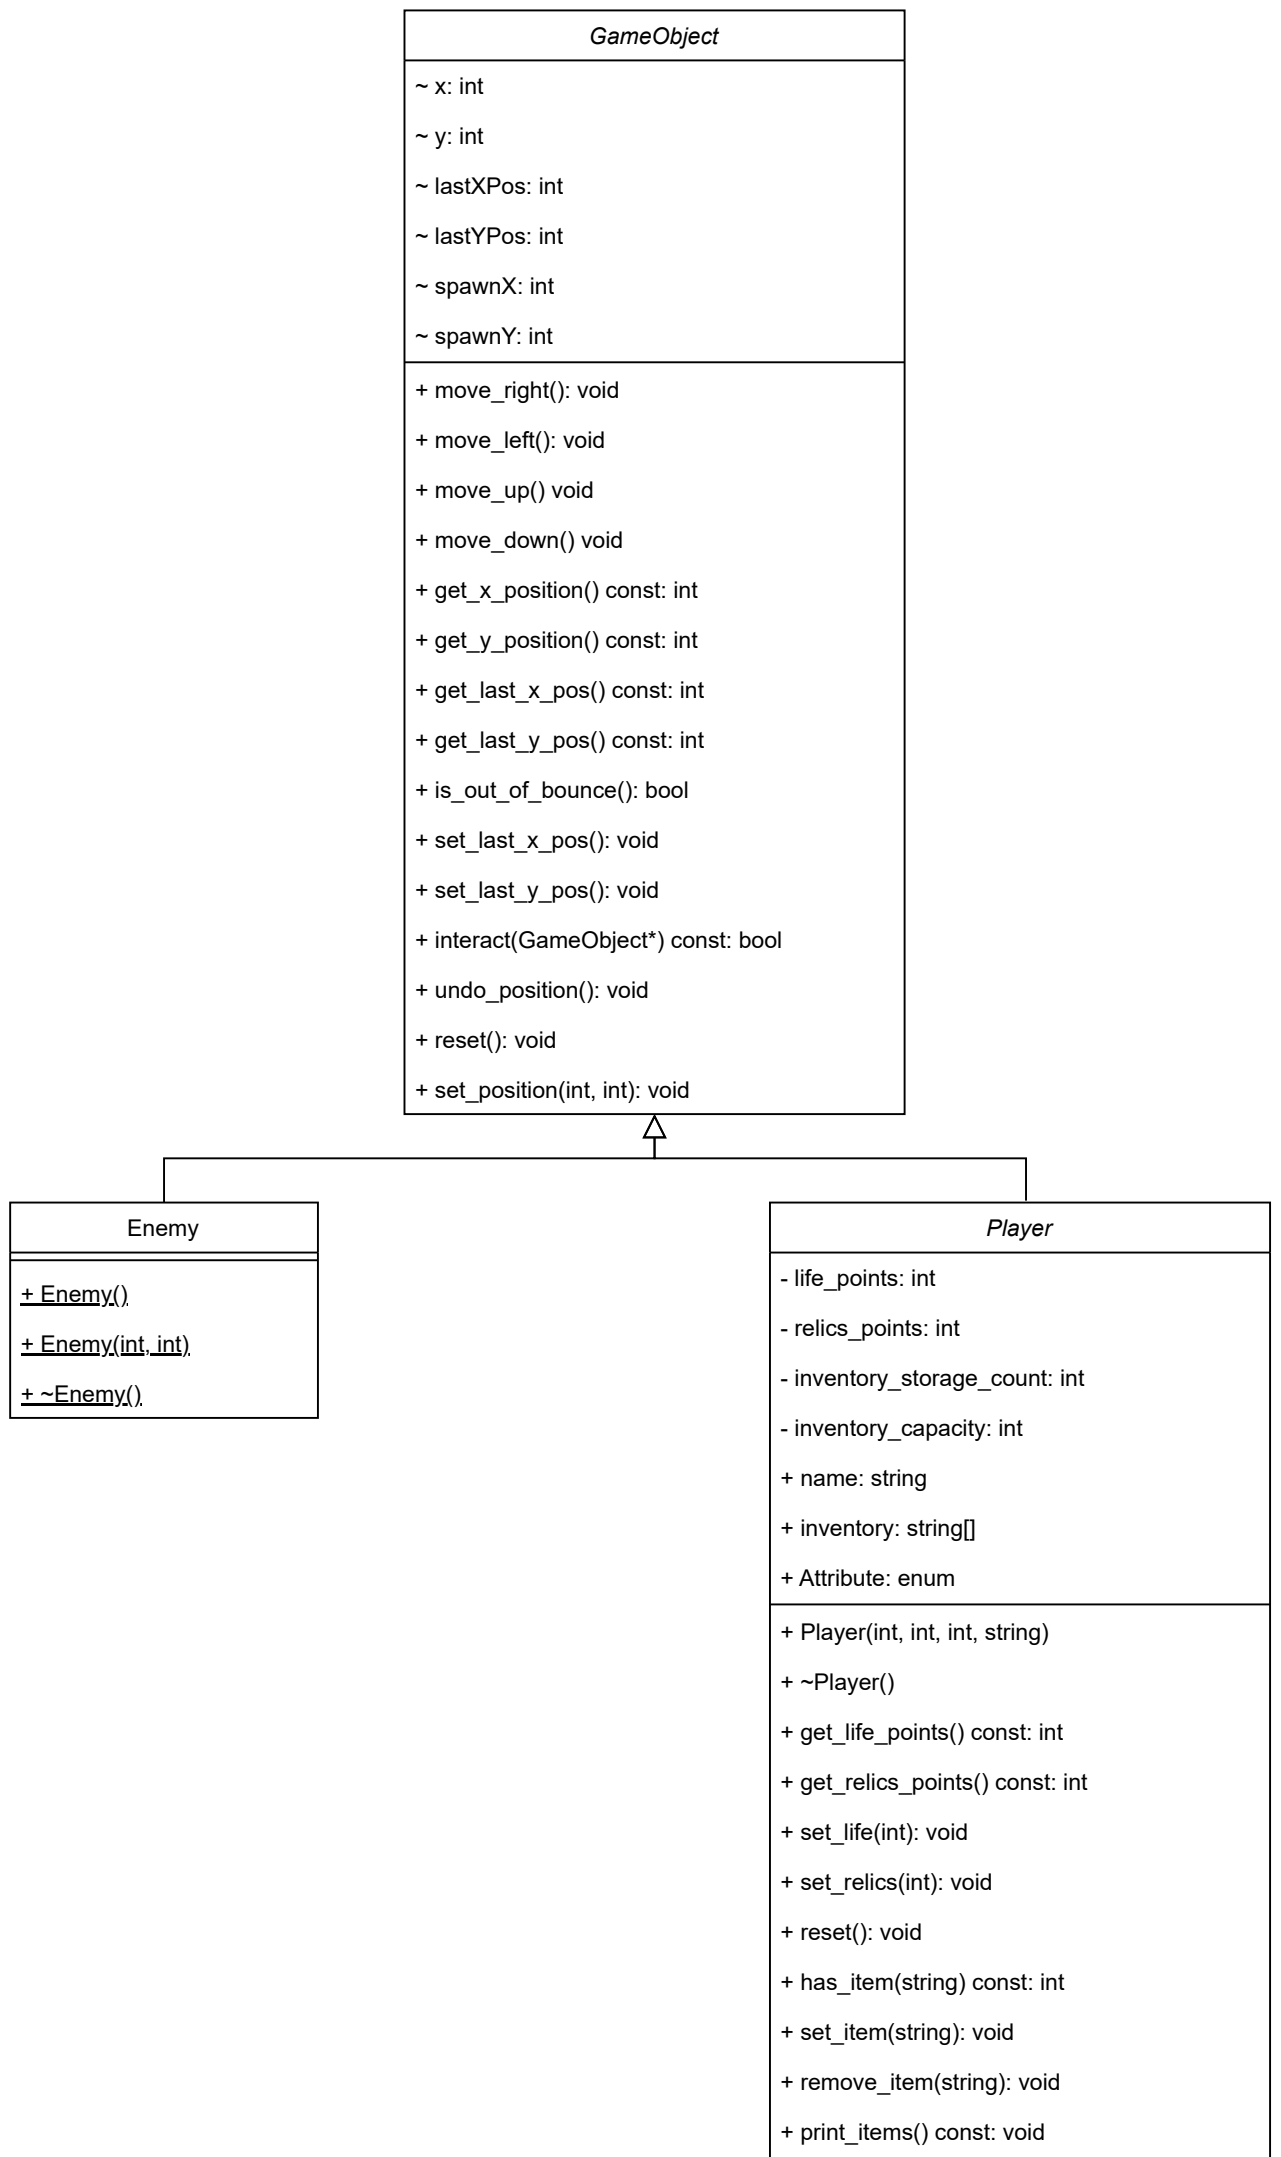 GameObject
~ x: int
~ y: int
~ lastXPos: int
~ lastYPos: int
~ spawnX: int
~ spawnY: int
+ move_right(): void
+ move_left(): void
+ move_up() void
+ move_down() void
+ get_x_position() const: int
+ get_y_position() const: int
+ get_last_x_pos() const: int
+ get_last_y_pos() const: int
+ is_out_of_bounce(): bool
+ set_last_x_pos(): void
+ set_last_y_pos(): void
+ interact(GameObject*) const: bool
+ undo_position(): void
+ reset(): void
+ set_position(int, int): void
Enemy
+ Enemy()
+ Enemy(int, int)
+ ~Enemy()
Player
- life_points: int
- relics_points: int
- inventory_storage_count: int
- inventory_capacity: int
+ name: string
+ inventory: string[]
+ Attribute: enum
+ Player(int, int, int, string)
+ ~Player()
+ get_life_points() const: int
+ get_relics_points() const: int
+ set_life(int): void
+ set_relics(int): void
+ reset(): void
+ has_item(string) const: int
+ set_item(string): void
+ remove_item(string): void
+ print_items() const: void